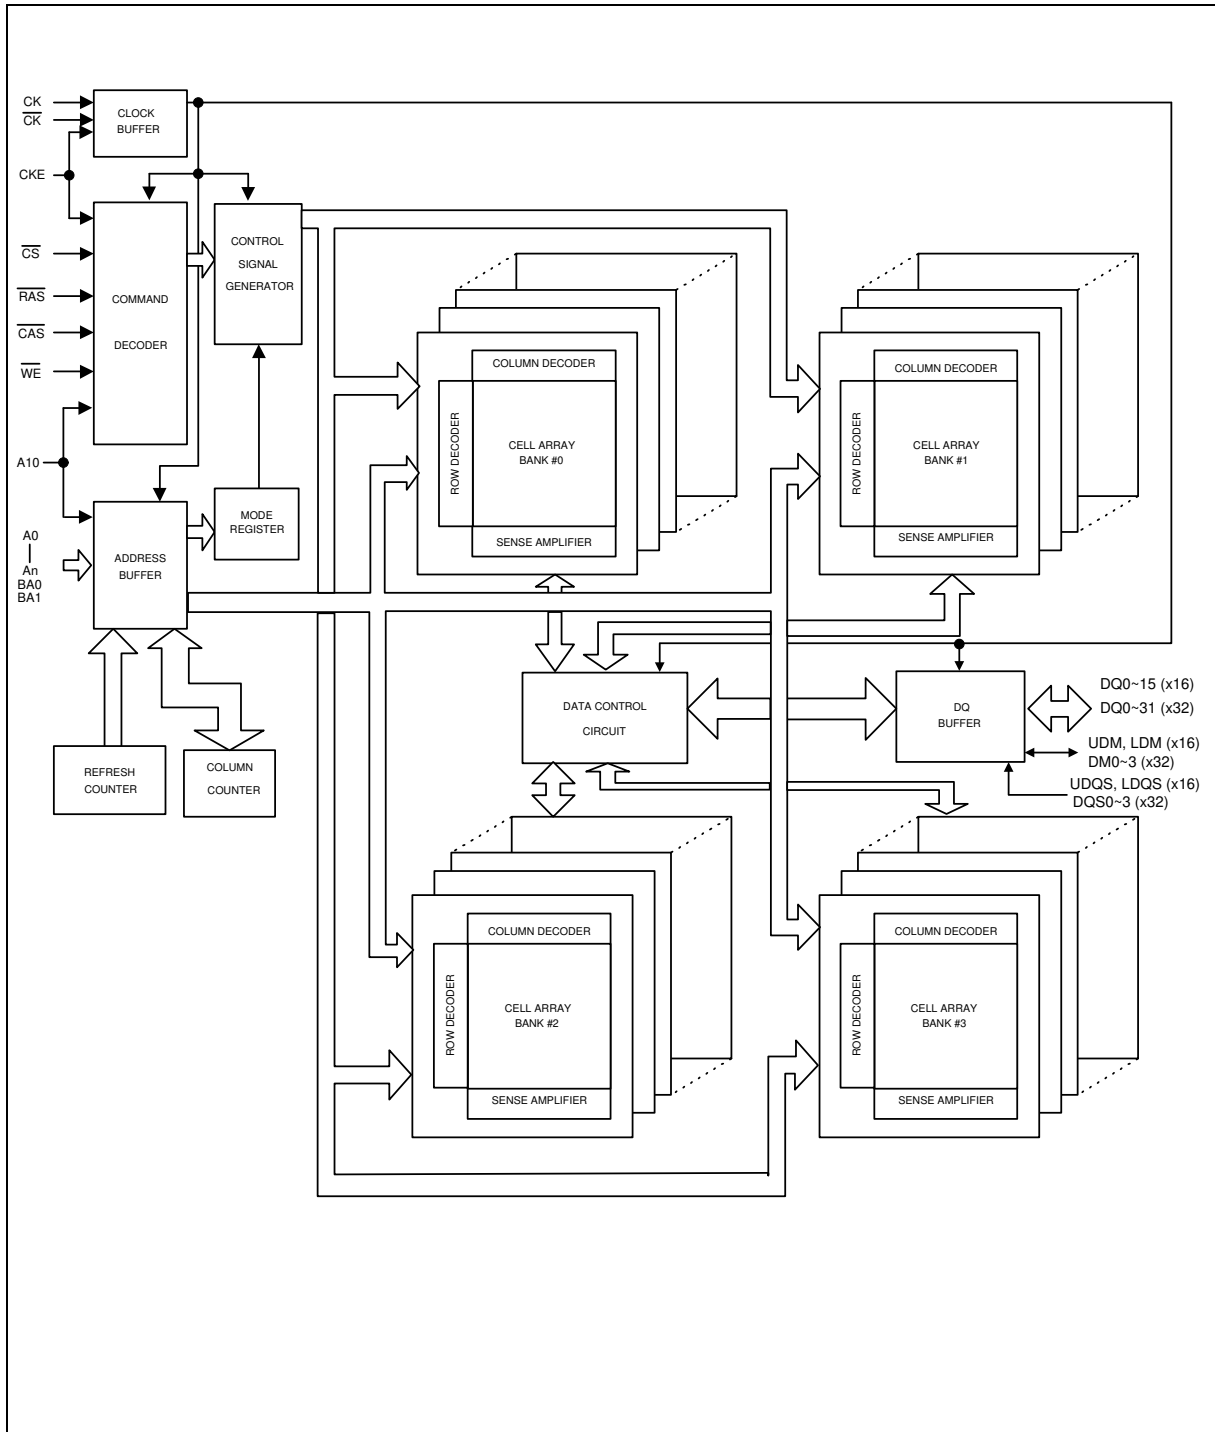 CK
CK
CLOCK
BUFFER
CKE
CS
RAS
CAS
WE
COMMAND
DECODER
CONTROL
SIGNAL
GENERATOR
A10
A0
An
BA0
BA1
ADDRESS
BUFFER
MODE
REGISTER
REFRESH
COUNTER
COLUMN
COUNTER
COLUMN DECODER
ROW DECODER
CELL ARRAY
BANK #0
SENSE AMPLIFIER
COLUMN DECODER
ROW DECODER
CELL ARRAY
BANK #1
SENSE AMPLIFIER
DATA CONTROL
CIRCUIT
DQ
BUFFER
DQ0~15 (x16)
DQ0~31 (x32)
UDM, LDM (x16)
DM0~3 (x32)
UDQS, LDQS (x16)
DQS0~3 (x32)
COLUMN DECODER
ROW DECODER
CELL ARRAY
BANK #2
SENSE AMPLIFIER
COLUMN DECODER
ROW DECODER
CELL ARRAY
BANK #3
SENSE AMPLIFIER